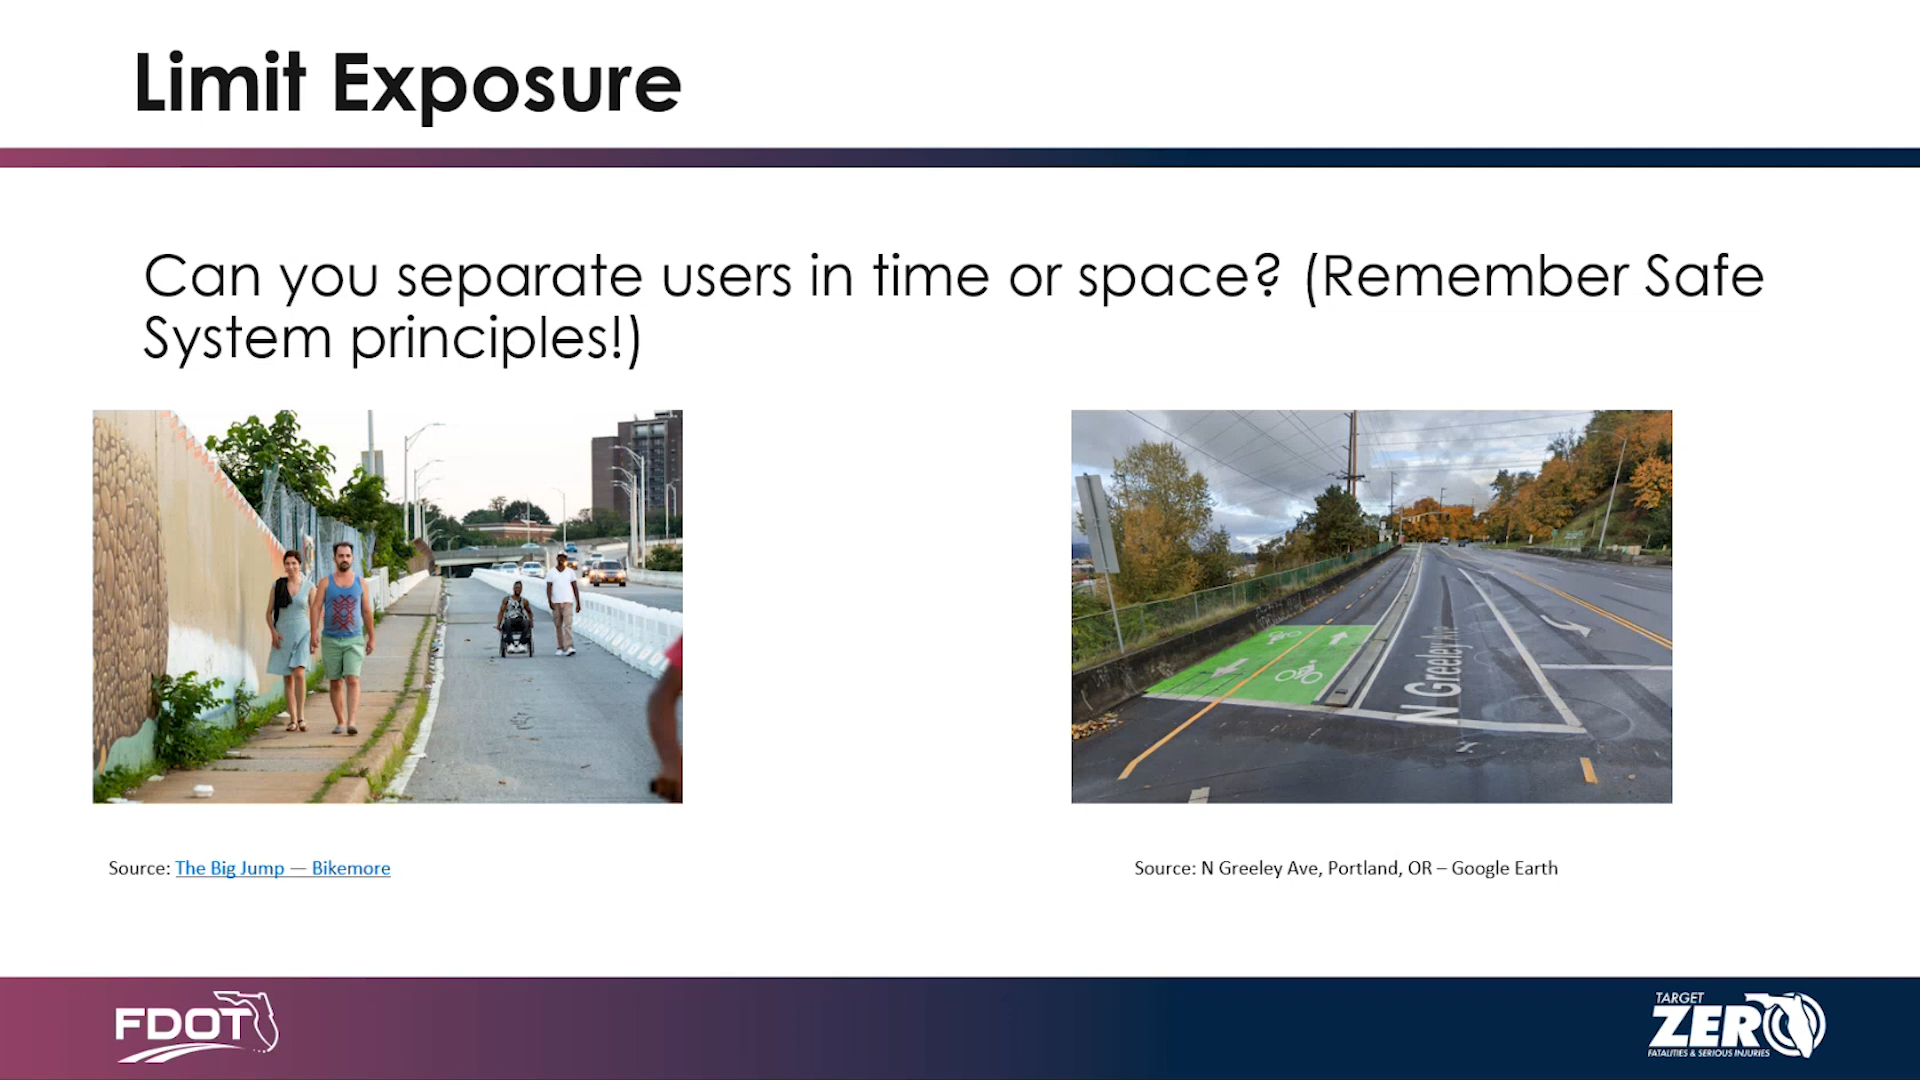 Limit Exposure
Can you separate users in time or space? (Remember Safe
System principles!)
N Greeley Ave
Source: The Big Jump — Bikemore
Source: N Greeley Ave, Portland, OR – Google Earth
FDOT
TARGET
ZERO
FATALITIES & SERIOUS INJURIES